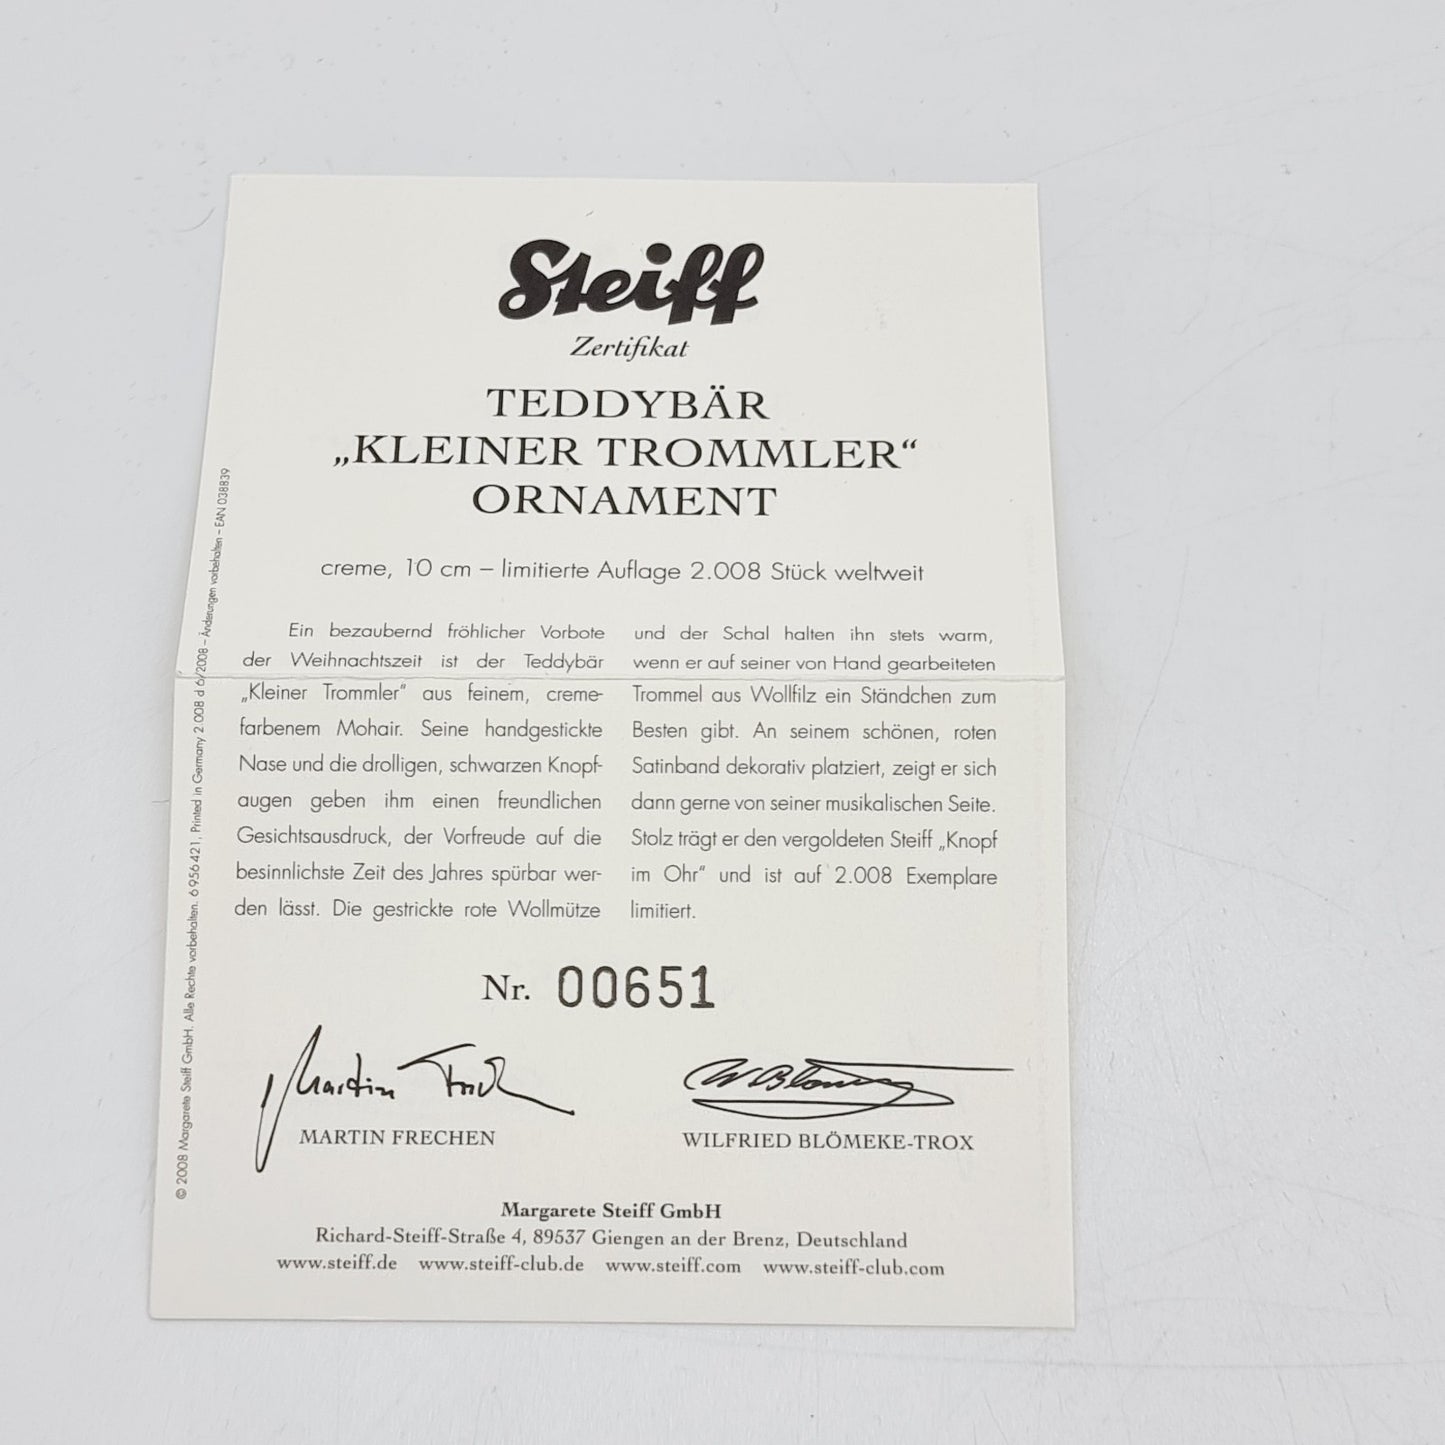 Steiff
Zertifikat
TEDDYBÄR
„KLEINER TROMMLER“
ORNAMENT
creme, 10 cm – limitierte Auflage 2.008 Stück weltweit
Ein bezaubernd fröhlicher Vorbote
der Weihnachtszeit ist der Teddybär
„Kleiner Trommler“ aus feinem, creme-
farbenem Mohair. Seine handgestickte
Nase und die drolligen, schwarzen Knopf-
augen geben ihm einen freundlichen
Gesichtsausdruck, der Vorfreude auf die
besinnlichste Zeit des Jahres spürbar wer-
den lässt. Die gestrickte rote Wollmütze
und der Schal halten ihn stets warm,
wenn er auf seiner von Hand gearbeiteten
Trommel aus Wollfilz ein Ständchen zum
Besten gibt. An seinem schönen, roten
Satinband dekorativ platziert, zeigt er sich
dann gerne von seiner musikalischen Seite.
Stolz trägt er den vergoldeten Steiff „Knopf
im Ohr“ und ist auf 2.008 Exemplare
limitiert.
Nr. 00651
MARTIN FRECHEN
WILFRIED BLÖMEKE-TROX
Margarete Steiff GmbH
Richard-Steiff-Straße 4, 89537 Giengen an der Brenz, Deutschland
www.steiff.de www.steiff-club.de www.steiff.com www.steiff-club.com
© 2008 Margarete Steiff GmbH. Alle Rechte vorbehalten. 6 956 421, Printed in Germany 2.008 d 6/2008 – Änderungen vorbehalten – EAN 038839